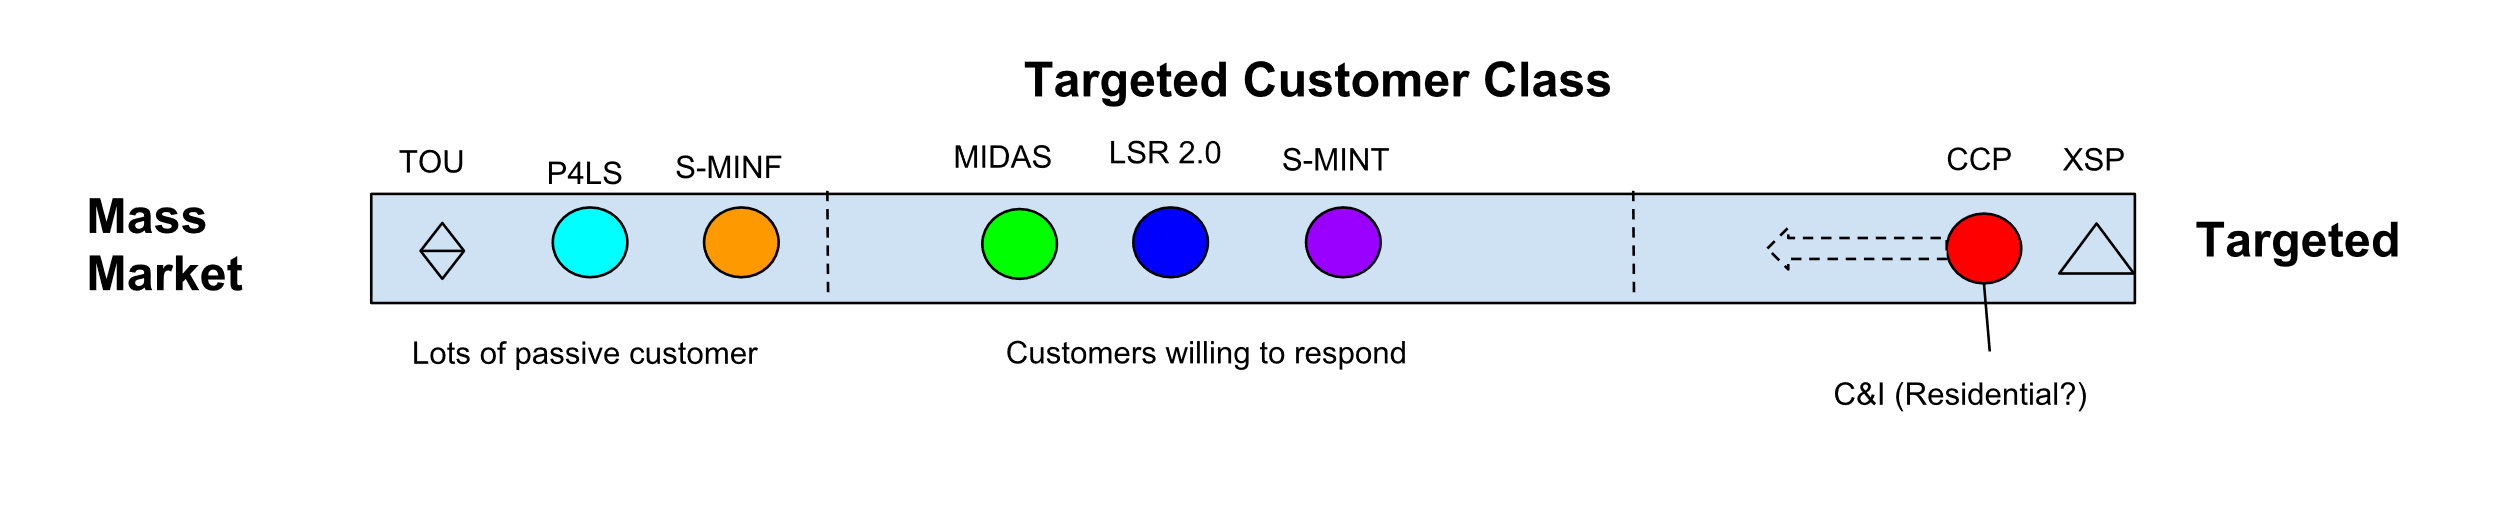 Targeted Customer Class
TOU
P4LS
S-MINF
MIDAS
LSR 2.0
S-MINT
CCP
XSP
Mass
Market
Targeted
Lots of passive customer
Customers willing to respond
C&I (Residential?)